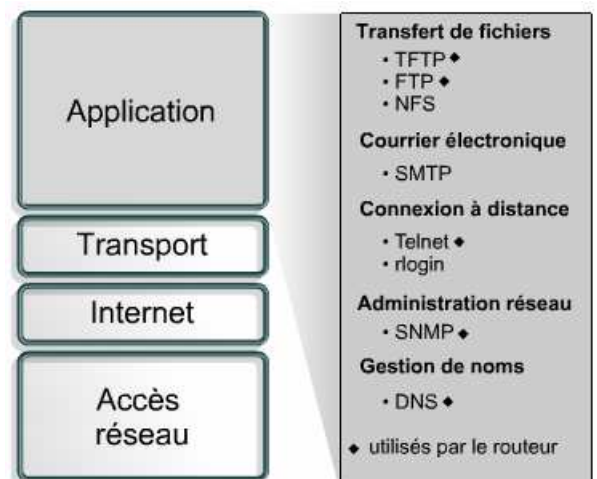 Application
Transport
Internet
Accès
réseau
Transfert de fichiers
• TFTP ◆
• FTP ◆
• NFS
Courrier électronique
• SMTP
Connexion à distance
• Telnet ◆
• rlogin
Administration réseau
• SNMP ◆
Gestion de noms
• DNS ◆
◆ utilisés par le routeur